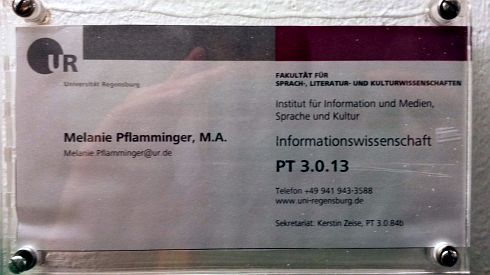 UR
Universität Regensburg
FAKULTÄT FÜR
SPRACH-, LITERATUR- UND KULTURWISSENSCHAFTEN
Institut für Information und Medien,
Sprache und Kultur
Melanie Pflamminger, M.A.
Melanie.Pflamminger@ur.de
Informationswissenschaft
PT 3.0.13
Telefon +49 941 943-3588
www.uni-regensburg.de
Sekretariat: Kerstin Zeise, PT 3.0.84b